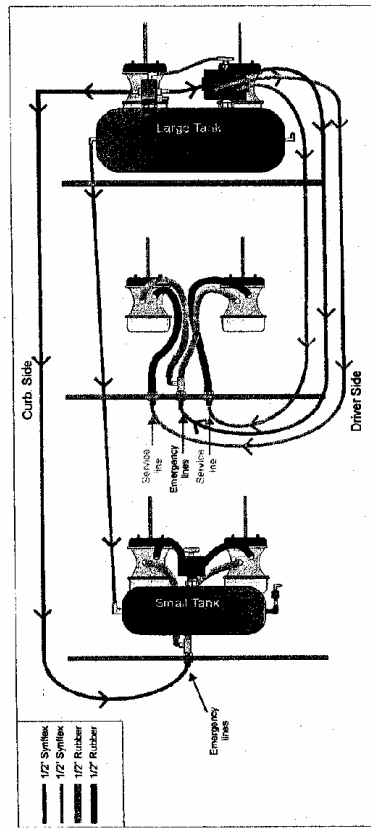 Curb Side
Large Tank
Service
line
Emergency
lines
Service
line
Driver Side
Small Tank
Emergency
lines
1/2" Synflex
1/2" Synflex
1/2" Rubber
1/2" Rubber